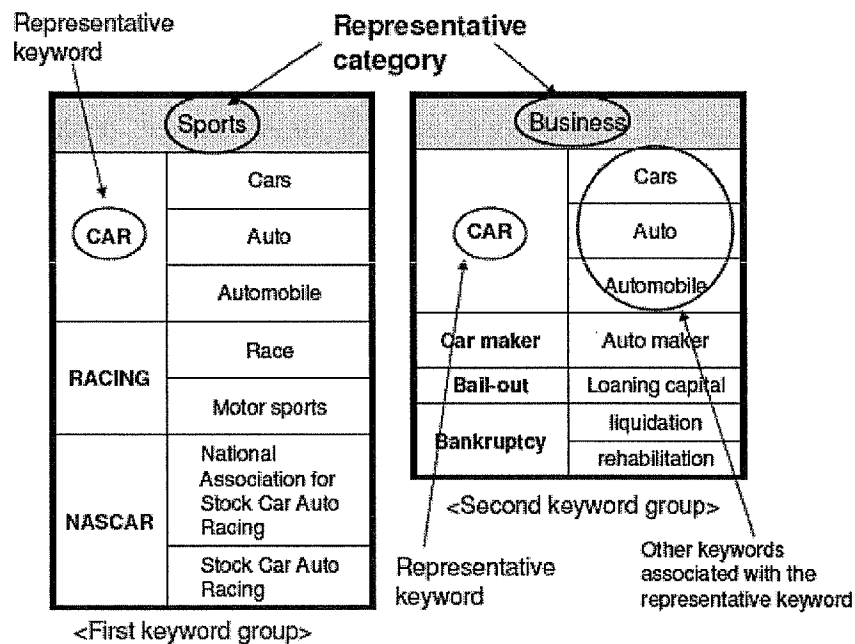 Representative
keyword
Representative
category
Sports
CAR
Cars
Auto
Automobile
RACING
Race
Motor sports
NASCAR
National
Association for
Stock Car Auto
Racing
Stock Car Auto
Racing
<First keyword group>
Business
CAR
Cars
Auto
Automobile
Car maker
Auto maker
Bail-out
Loaning capital
Bankruptcy
liquidation
rehabilitation
<Second keyword group>
Representative
keyword
Other keywords
associated with the
representative keyword